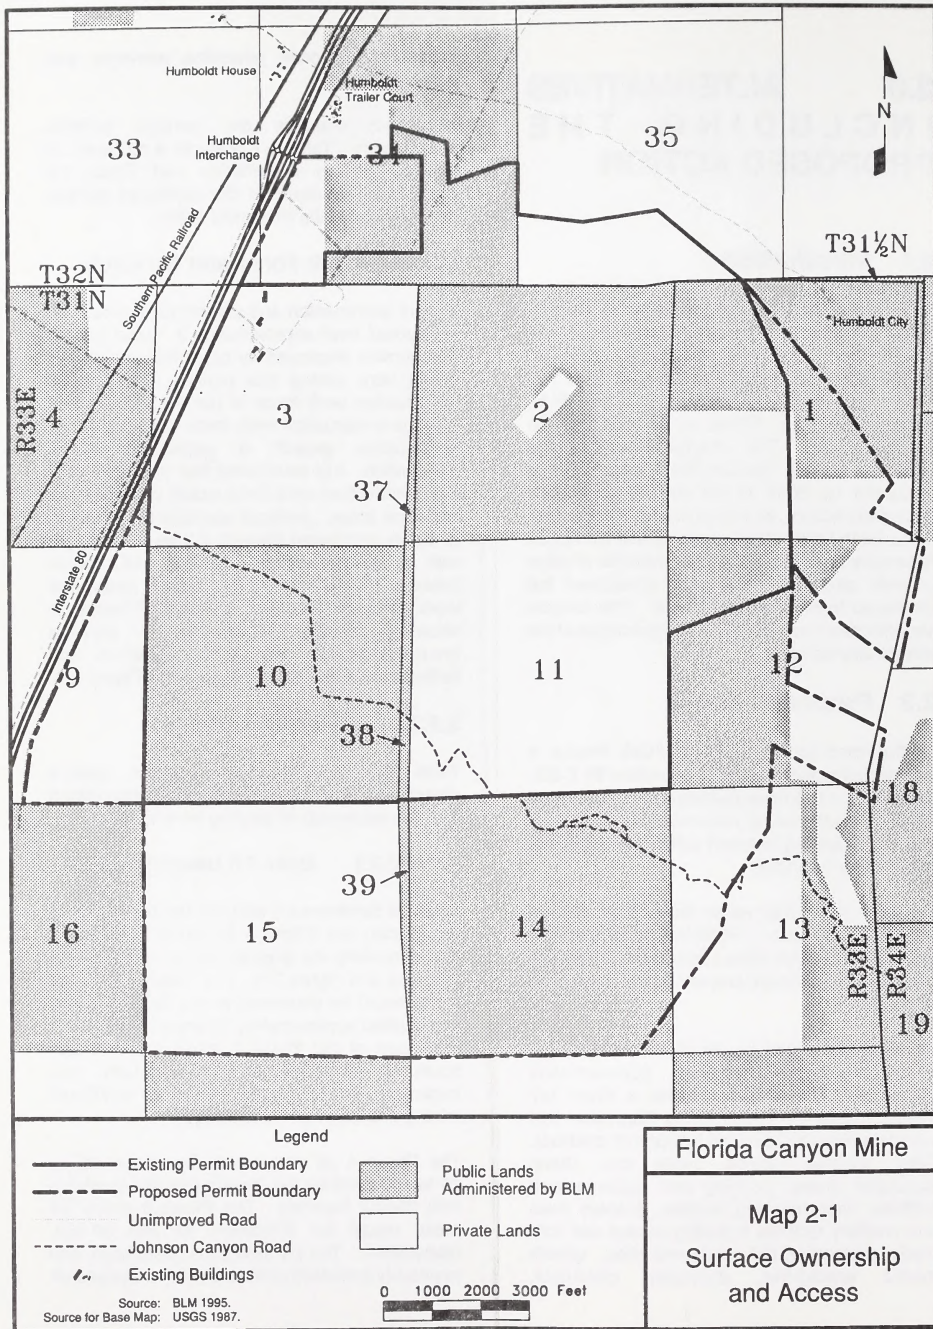 Humboldt House
Humboldt
Trailer Court
33
Humboldt
Interchange
34
35
N
T31½N
T32N
T31N
Southern Pacific Railroad
Humboldt City
R33E
4
3
2
1
37
Interstate 80
9
10
11
12
38
18
39
16
15
14
13
R33E
R34E
19
Legend
Existing Permit Boundary
Proposed Permit Boundary
Unimproved Road
Johnson Canyon Road
Existing Buildings
Public Lands
Administered by BLM
Private Lands
Source: BLM 1995.
Source for Base Map: USGS 1987.
0 1000 2000 3000 Feet
Florida Canyon Mine
Map 2-1
Surface Ownership
and Access